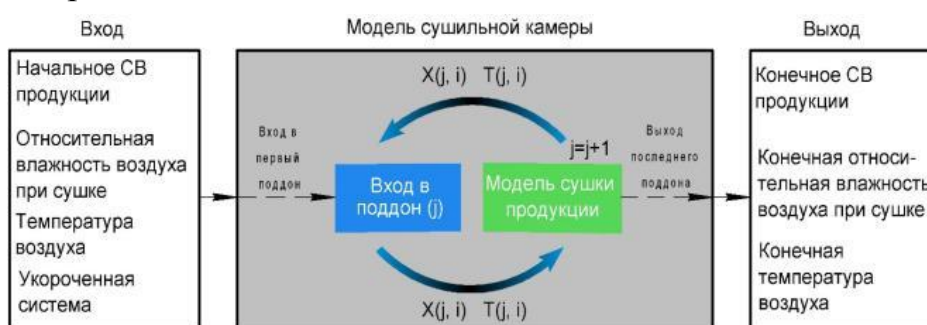 Вход
Начальное СВ
продукции
Относительная
влажность воздуха
при сушке
Температура
воздуха
Укороченная
система
Модель сушильной камеры
X(j, i) T(j, i)
Вход в
первый
поддон
Вход в
поддон (j)
j=j+1
Модель сушки
продукции
Выход
последнего
поддона
X(j, i) T(j, i)
Выход
Конечное СВ
продукции
Конечная относи-
тельная влажность
воздуха при сушке
Конечная
температура
воздуха